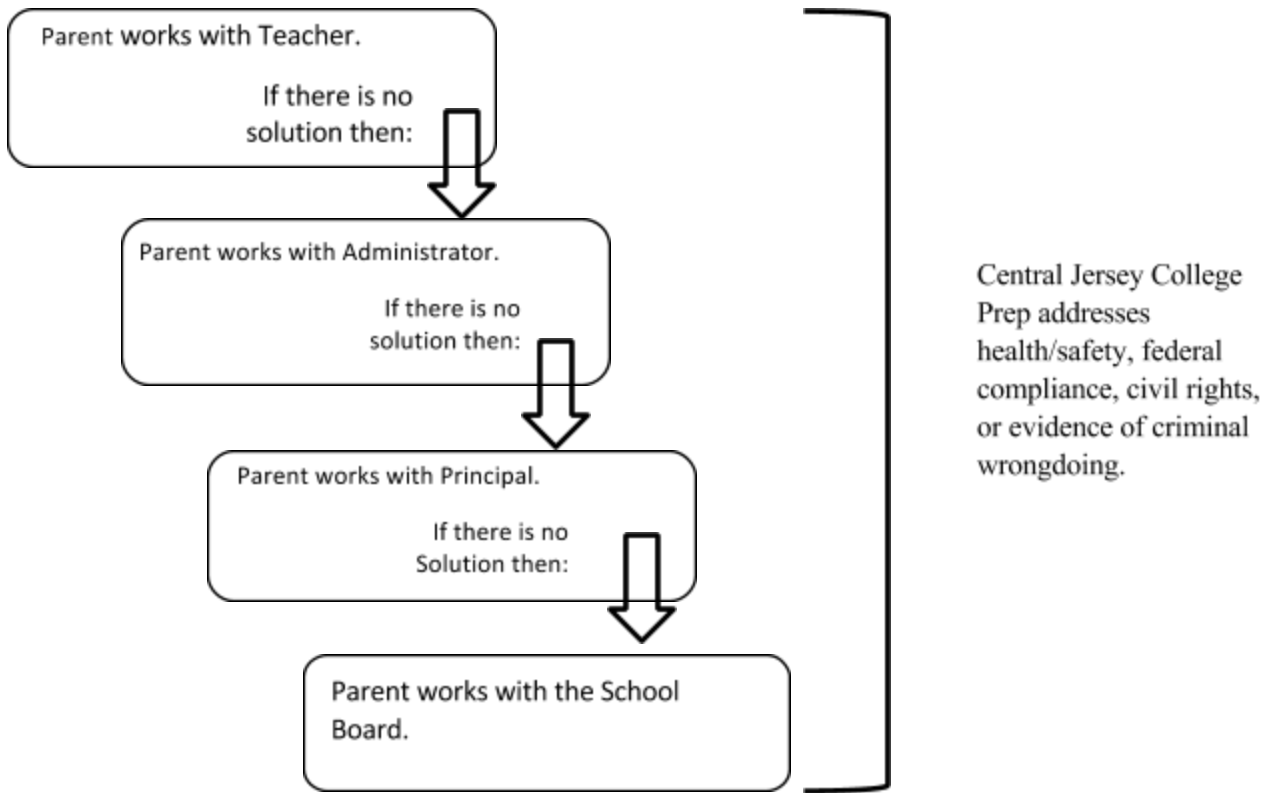 Parent works with Teacher.
If there is no
solution then:
Parent works with Administrator.
If there is no
solution then:
Parent works with Principal.
If there is no
Solution then:
Parent works with the School
Board.
Central Jersey College
Prep addresses
health/safety, federal
compliance, civil rights,
or evidence of criminal
wrongdoing.